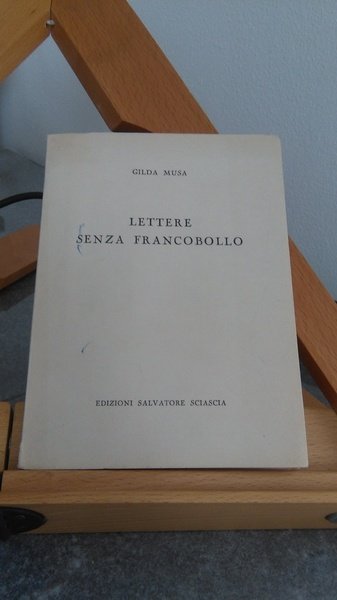 GILDA MUSA
LETTERE
SENZA FRANCOBOLLO
EDIZIONI SALVATORE SCIASCIA